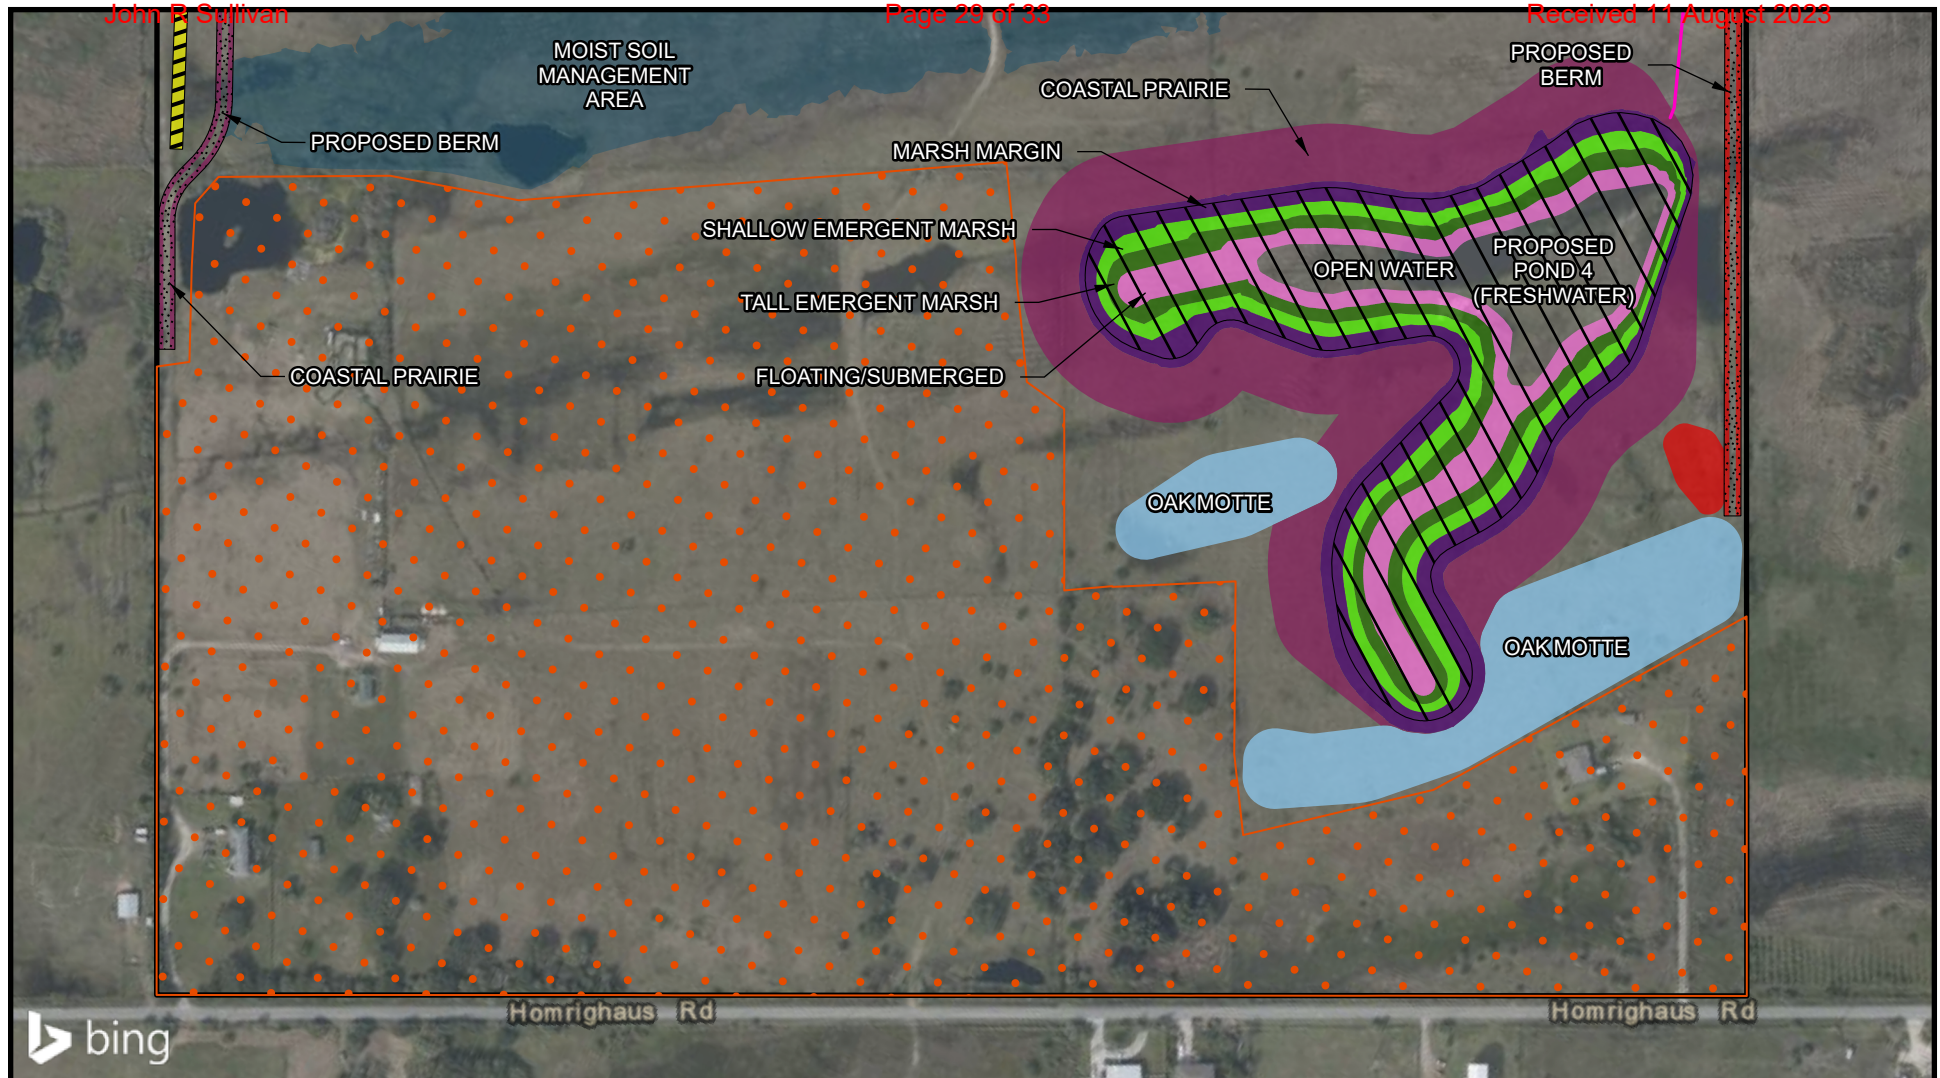 John R Sullivan
Page 29 of 33
Received 11 August 2023
MOIST SOIL
MANAGEMENT
AREA
PROPOSED
BERM
COASTAL PRAIRIE
PROPOSED BERM
MARSH MARGIN
SHALLOW EMERGENT MARSH
PROPOSED
POND 4
(FRESHWATER)
OPEN WATER
TALL EMERGENT MARSH
COASTAL PRAIRIE
FLOATING/SUBMERGED
OAK MOTTE
OAK MOTTE
Homrighaus Rd
Homrighaus Rd
bing